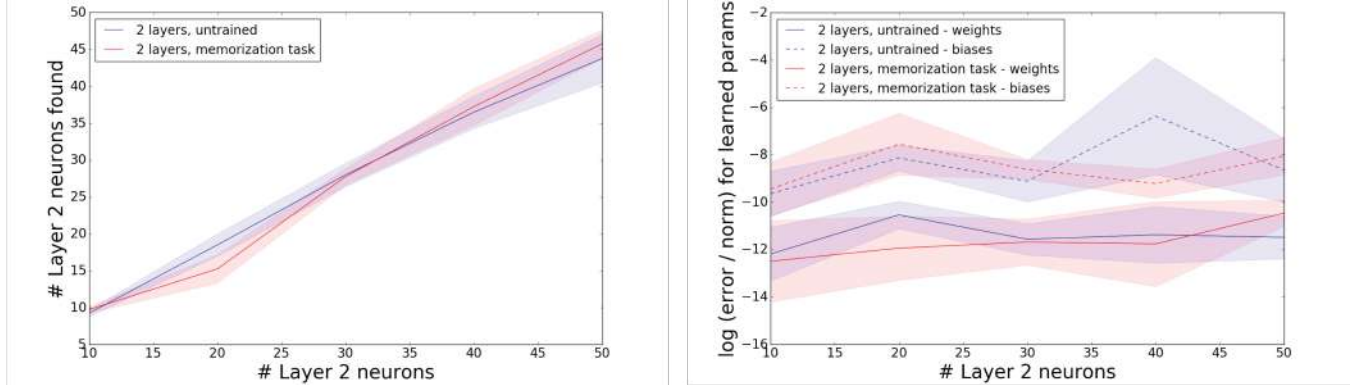 50
45
40
35
30
25
20
15
10
5
# Layer 2 neurons found
2 layers, untrained
2 layers, memorization task
10 15 20 25 30 35 40 45 50
# Layer 2 neurons
−2
−4
−6
−8
−10
−12
−14
−16
log (error / norm) for learned params
2 layers, untrained - weights
2 layers, untrained - biases
2 layers, memorization task - weights
2 layers, memorization task - biases
10 15 20 25 30 35 40 45 50
# Layer 2 neurons